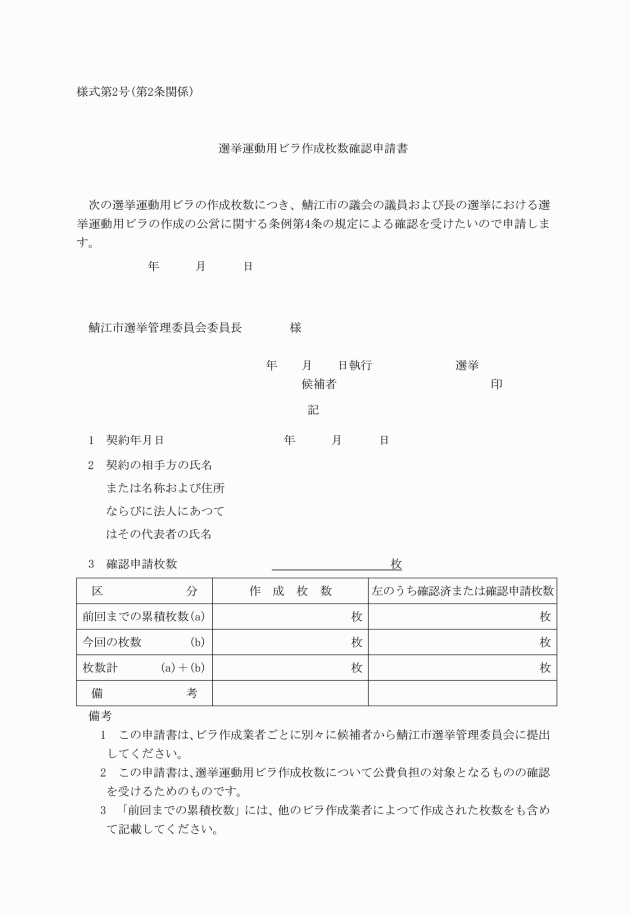 様式第2号(第2条関係)
選挙運動用ビラ作成枚数確認申請書
次の選挙運動用ビラの作成枚数につき、鯖江市の議会の議員および長の選挙における選
挙運動用ビラの作成の公営に関する条例第4条の規定による確認を受けたいので申請しま
す。
年　　　月　　　日
鯖江市選挙管理委員会委員長　　　　様
年　　月　　日執行　　　　　　　選挙
候補者　　　　　　　　　　　　　印
記
1　契約年月日　　　　　　　　　　年　　　月　　　日
2　契約の相手方の氏名
または名称および住所
ならびに法人にあつて
はその代表者の氏名
3　確認申請枚数　　　　　　　　　　　　　　　　　　枚
区　　　　　　　分　　作　成　枚　数　　左のうち確認済または確認申請枚数
前回までの累積枚数(a)　　枚　　枚
今回の枚数　　　　(b)　　枚　　枚
枚数計　　　(a)＋(b)　　枚　　枚
備　　　　　　　考
備考
1　この申請書は、ビラ作成業者ごとに別々に候補者から鯖江市選挙管理委員会に提出
してください。
2　この申請書は、選挙運動用ビラ作成枚数について公費負担の対象となるものの確認
を受けるためのものです。
3　「前回までの累積枚数」には、他のビラ作成業者によつて作成された枚数をも含め
て記載してください。